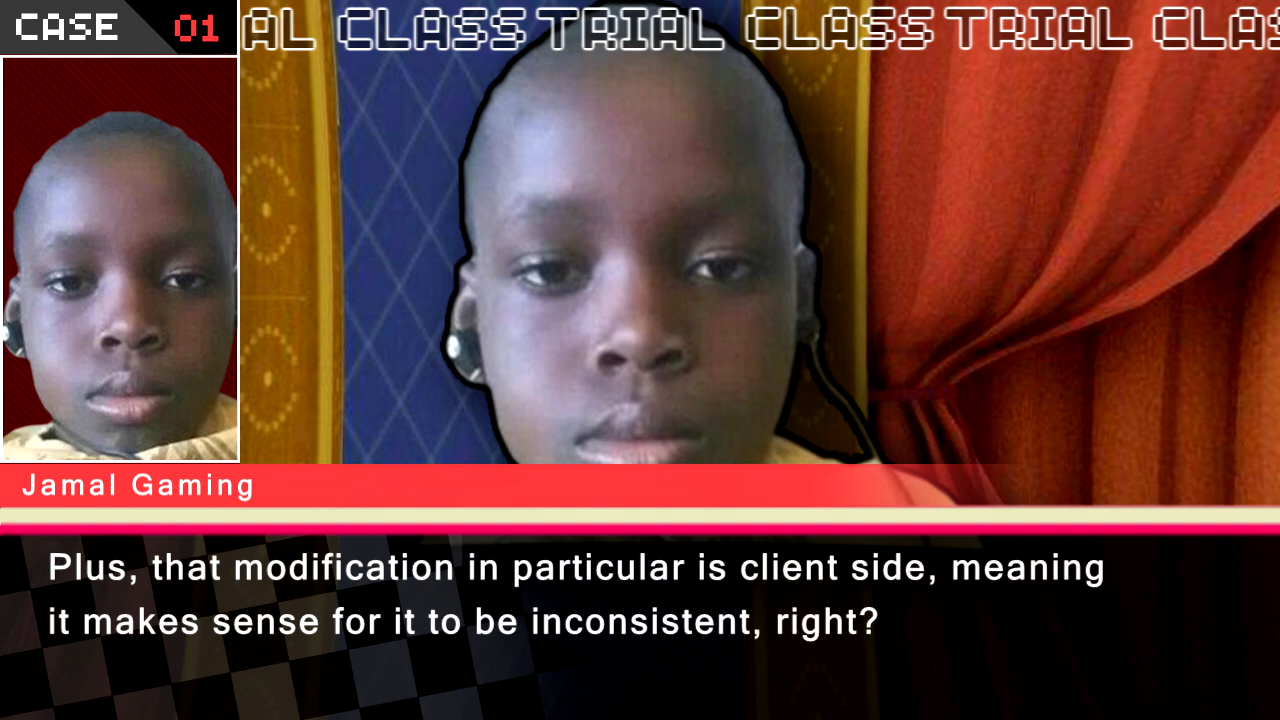 CASE 01
AL CLASS TRIAL CLASS TRIAL CLAS
Jamal Gaming
Plus, that modification in particular is client side, meaning
it makes sense for it to be inconsistent, right?